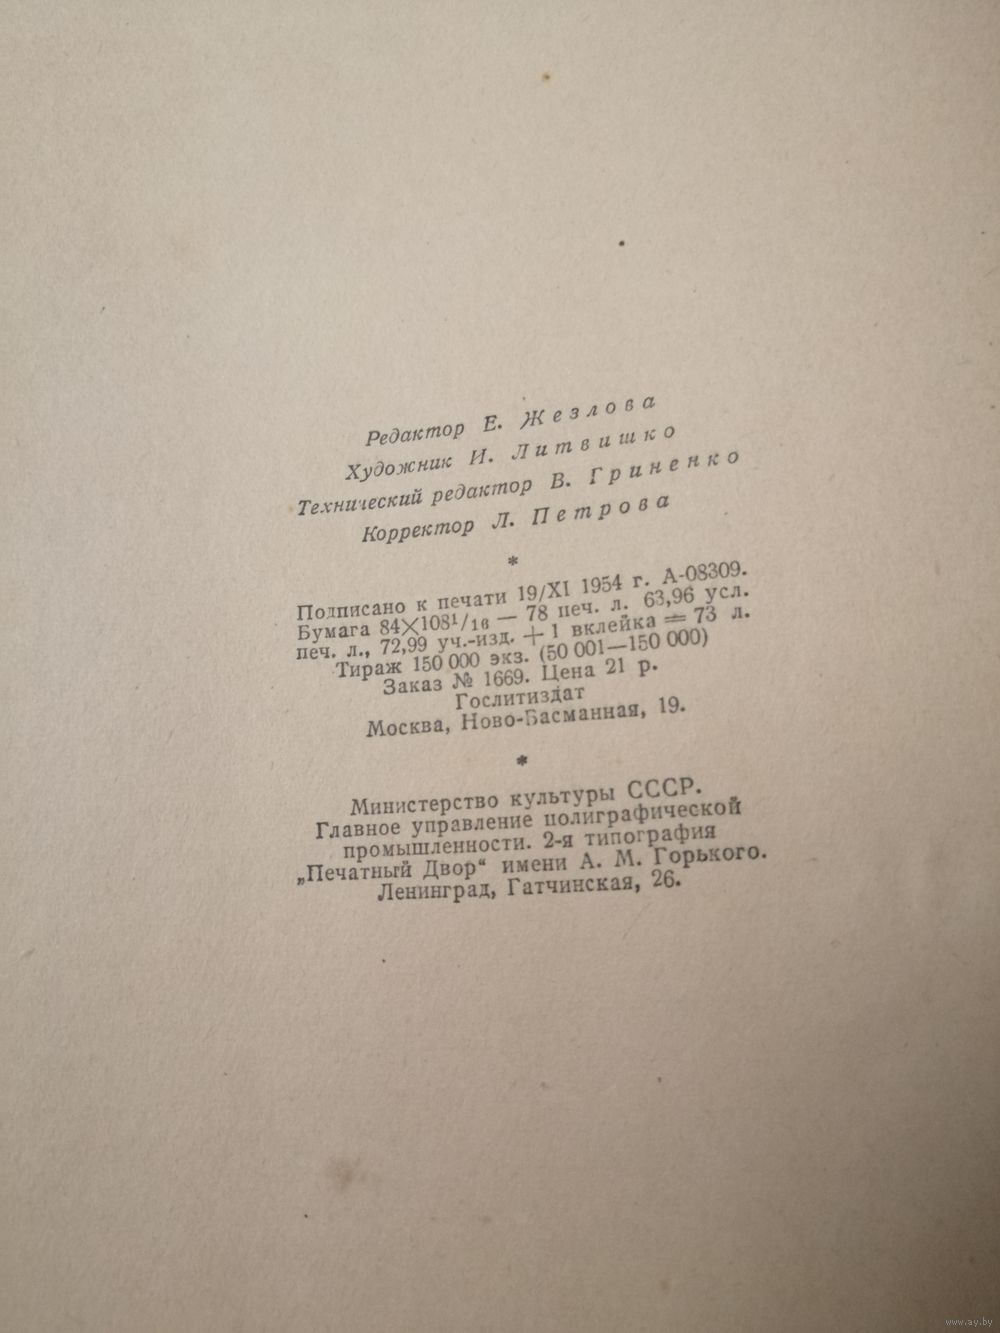 Редактор Е. Жезлова
Художник И. Литвишко
Технический редактор В. Гриненко
Корректор Л. Петрова
*
Подписано к печати 19/XI 1954 г. А-08309.
Бумага 84×108¹/₁₆ — 78 печ. л. 63,96 усл.
печ. л., 72,99 уч.-изд. + 1 вклейка = 73 л.
Тираж 150 000 экз. (50 001—150 000)
Заказ № 1669. Цена 21 р.
Гослитиздат
Москва, Ново-Басманная, 19.
*
Министерство культуры СССР.
Главное управление полиграфической
промышленности. 2-я типография
„Печатный Двор“ имени А. М. Горького.
Ленинград, Гатчинская, 26.
www.ay.by